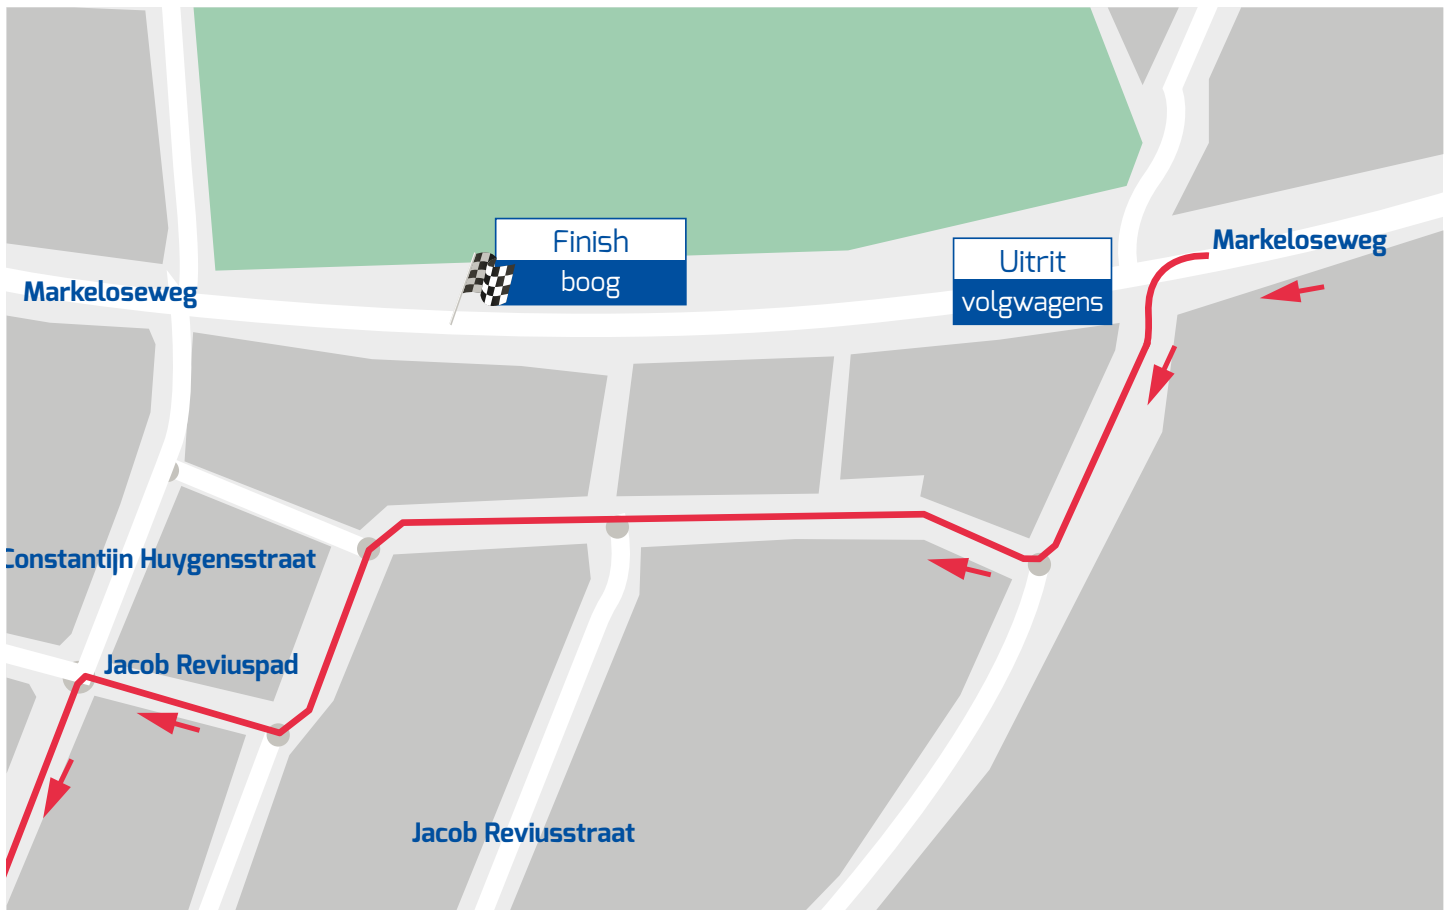 Finish
boog
Uitrit
volgwagens
Markeloseweg
Markeloseweg
Constantijn Huygensstraat
Jacob Reviuspad
Jacob Reviusstraat